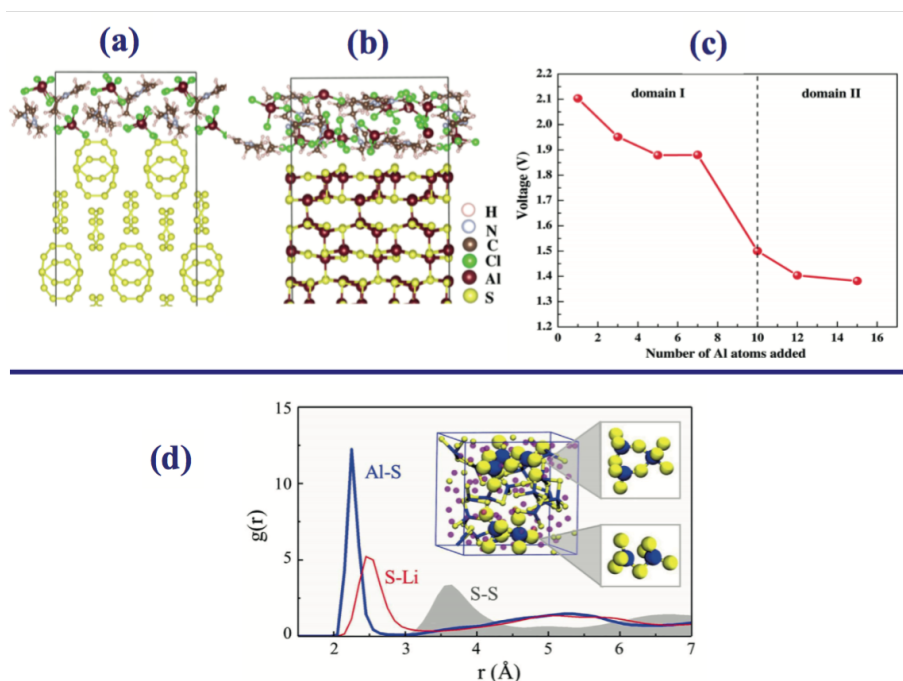 (a)
(b)
(c)
H
N
C
Cl
Al
S
domain I
domain II
Voltage (V)
2.2
2.1
2.0
1.9
1.8
1.7
1.6
1.5
1.4
1.3
1.2
0 2 4 6 8 10 12 14 16
Number of Al atoms added
(d)
g(r)
15
10
5
0
Al-S
S-Li
S-S
2 3 4 5 6 7
r (Å)